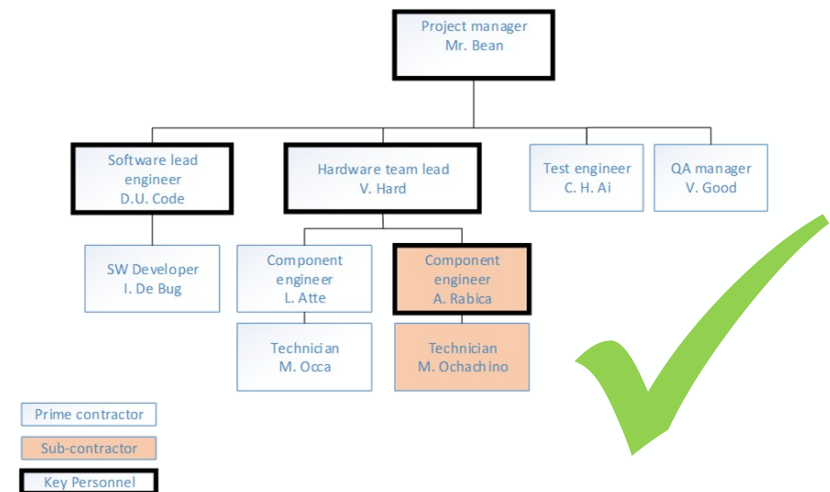 Project manager
Mr. Bean
Software lead
engineer
D.U. Code
Hardware team lead
V. Hard
Test engineer
C. H. Ai
QA manager
V. Good
SW Developer
I. De Bug
Component
engineer
L. Atte
Component
engineer
A. Rabica
Technician
M. Occa
Technician
M. Ochachino
Prime contractor
Sub-contractor
Key Personnel